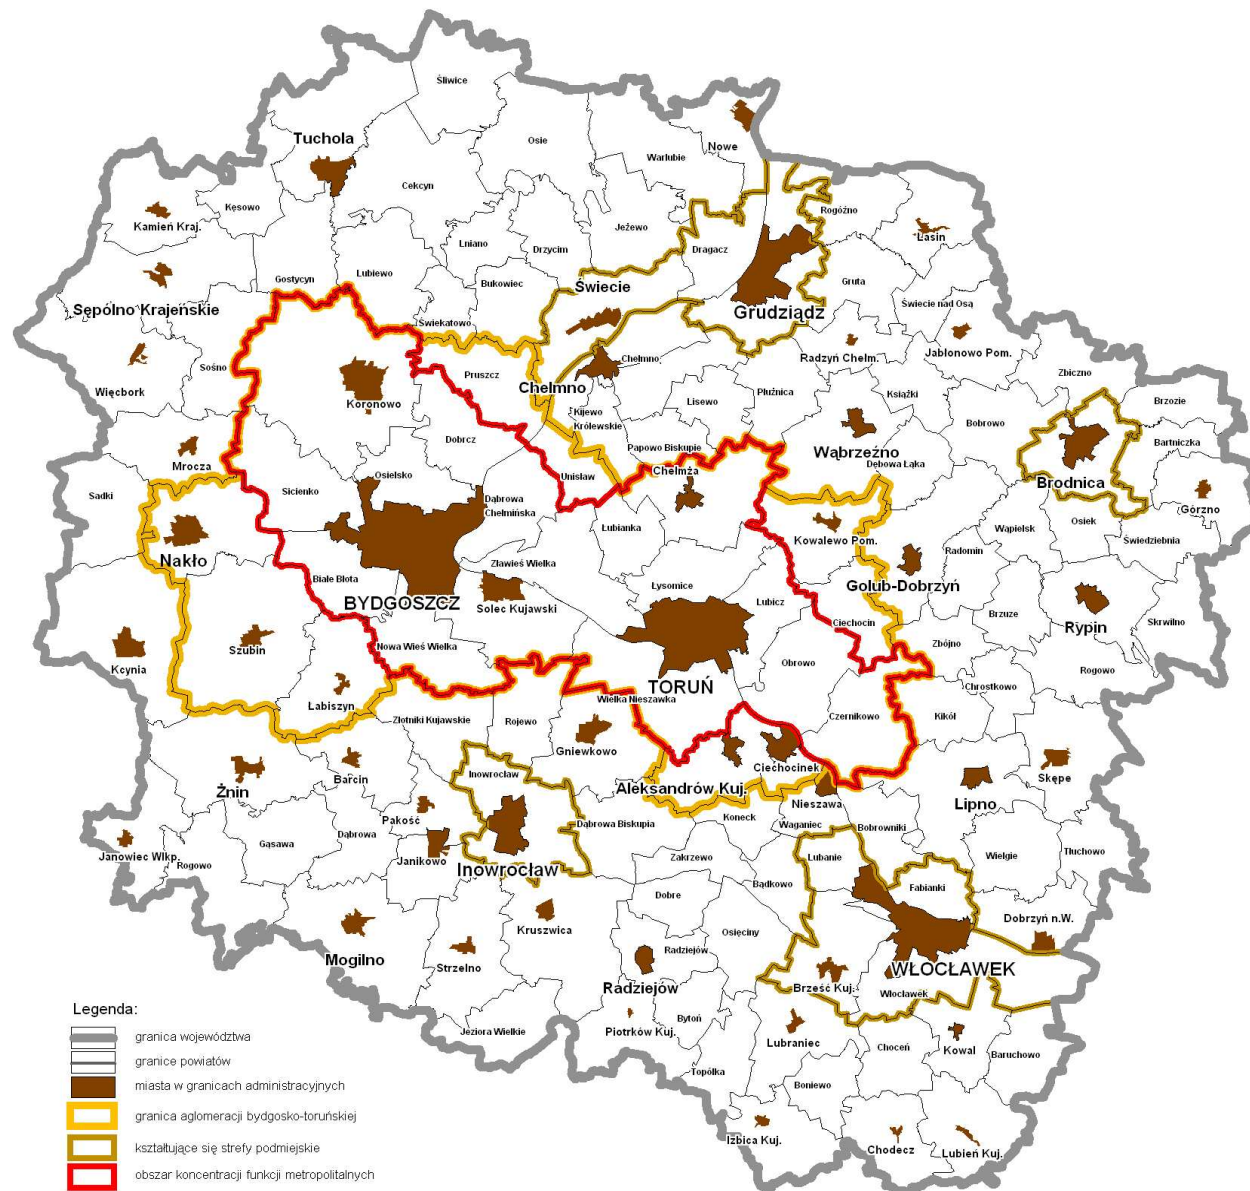 Śliwice
Tuchola
Osie
Nowe
Warlubie
Cekcyn
Kęsowo
Kamień Kraj.
Rogóźno
Łasin
Jeżewo
Lniano
Drzycim
Dragacz
Gostycyn
Lubiewo
Bukowiec
Świecie
Gruta
Sępólno Krajeńskie
Świekatowo
Grudziądz
Świecie nad Osą
Radzyń Chełm.
Jabłonowo Pom.
Sośno
Więcbork
Pruszcz
Chełmno
Chełmno
Zbiczno
Koronowo
Płużnica
Książki
Lisewo
Brzozie
Kijewo
Królewskie
Bobrowo
Dobrcz
Papowo Biskupie
Wąbrzeźno
Bartniczka
Mrocza
Dębowa Łąka
Osielsko
Unisław
Chełmża
Brodnica
Sadki
Sicienko
Dąbrowa
Chełmińska
Górzno
Łubianka
Kowalewo Pom.
Wąpielsk
Osiek
Świedziebnia
Nakło
Radomin
Zławieś Wielka
Białe Błota
Łysomice
Golub-Dobrzyń
BYDGOSZCZ
Solec Kujawski
Lubicz
Brzuze
Rypin
Skrwilno
Ciechocin
Szubin
Nowa Wieś Wielka
Zbójno
Kcynia
Obrowo
Rogowo
TORUŃ
Łabiszyn
Wielka Nieszawka
Chrostkowo
Złotniki Kujawskie
Rojewo
Czernikowo
Kikół
Gniewkowo
Barcin
Inowrocław
Ciechocinek
Skępe
Żnin
Aleksandrów Kuj.
Nieszawa
Lipno
Pakość
Koneck
Dąbrowa Biskupia
Waganiec
Bobrowniki
Dąbrowa
Gąsawa
Wielgie
Tłuchowo
Janowiec Wlkp.
Rogowo
Janikowo
Zakrzewo
Lubanie
Inowrocław
Bądkowo
Fabianki
Dobre
Dobrzyń n.W.
Kruszwica
Osięciny
Mogilno
Strzelno
Radziejów
WŁOCŁAWEK
Radziejów
Brześć Kuj.
Włocławek
Legenda:
Bytoń
Jeziora Wielkie
Piotrków Kuj.
Lubraniec
granica województwa
Choceń
Kowal
Baruchowo
granice powiatów
Topólka
miasta w granicach administracyjnych
Boniewo
granica aglomeracji bydgosko-toruńskiej
Izbica Kuj.
kształtujące się strefy podmiejskie
Chodecz
Lubień Kuj.
obszar koncentracji funkcji metropolitalnych